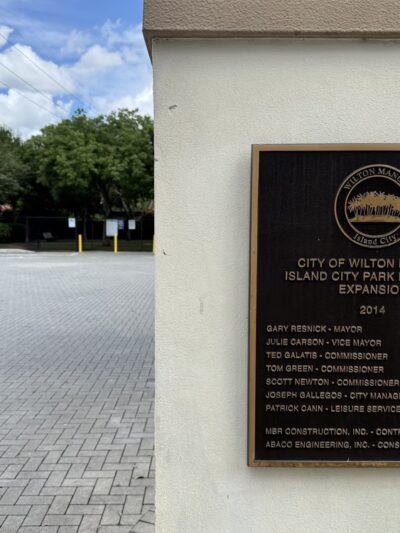 WILTON
Island City
CITY OF WILTON
ISLAND CITY PARK
EXPANSIO
2014
GARY RESNICK - MAYOR
JULIE CARSON - VICE MAYOR
TED GALATIS - COMMISSIONER
TOM GREEN - COMMISSIONER
SCOTT NEWTON - COMMISSIONER
JOSEPH GALLEGOS - CITY MANAG
PATRICK CANN - LEISURE SERVICE
MBR CONSTRUCTION, INC. - CONT
ABACO ENGINEERING, INC. - CONS